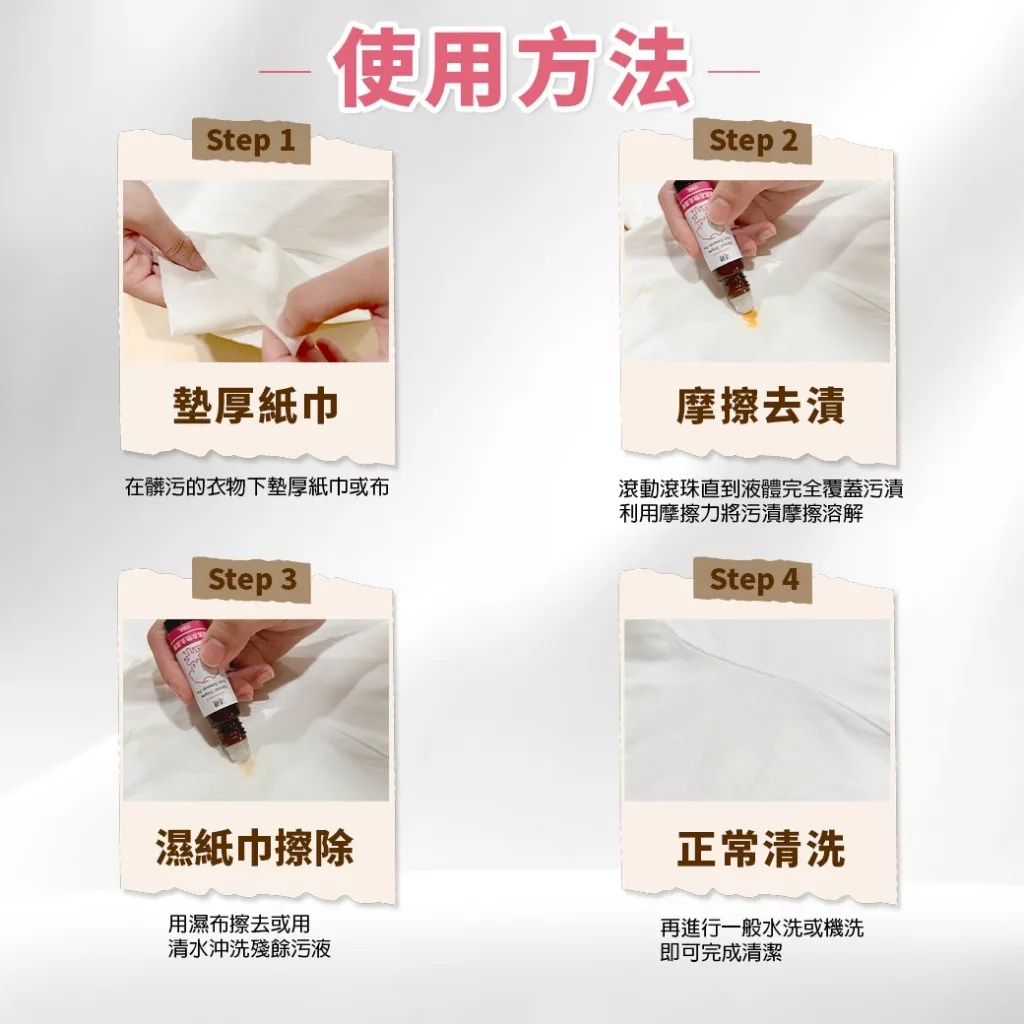 使用方法
Step 1
墊厚紙巾
在髒污的衣物下墊厚紙巾或布
Step 2
摩擦去漬
滾動滾珠直到液體完全覆蓋污漬
利用摩擦力將污漬摩擦溶解
Step 3
濕紙巾擦除
用濕布擦去或用
清水沖洗殘餘污液
Step 4
正常清洗
再進行一般水洗或機洗
即可完成清潔